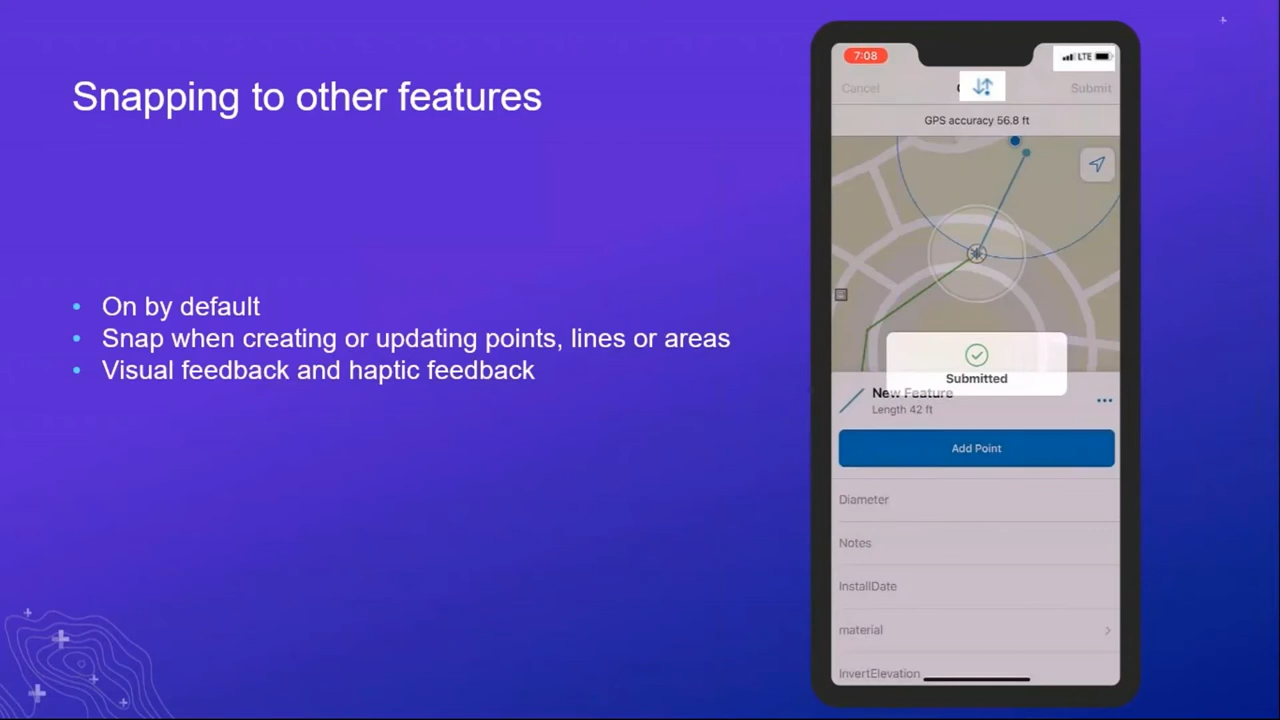 Snapping to other features
On by default
Snap when creating or updating points, lines or areas
Visual feedback and haptic feedback
7:08
LTE
Cancel
Submit
GPS accuracy 56.8 ft
Submitted
New Feature
Length 42 ft
Add Point
Diameter
Notes
InstallDate
material
InvertElevation